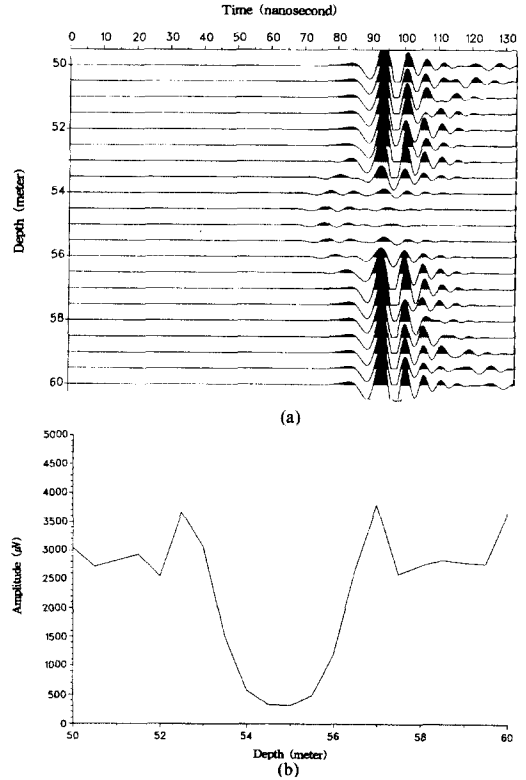 Time (nanosecond)
0 10 20 30 40 50 60 70 80 90 100 110 120 130
Depth (meter)
50
52
54
56
58
60
(a)
Amplitude (μV)
5000
4500
4000
3500
3000
2500
2000
1500
1000
500
0
50 52 54 56 58 60
Depth (meter)
(b)